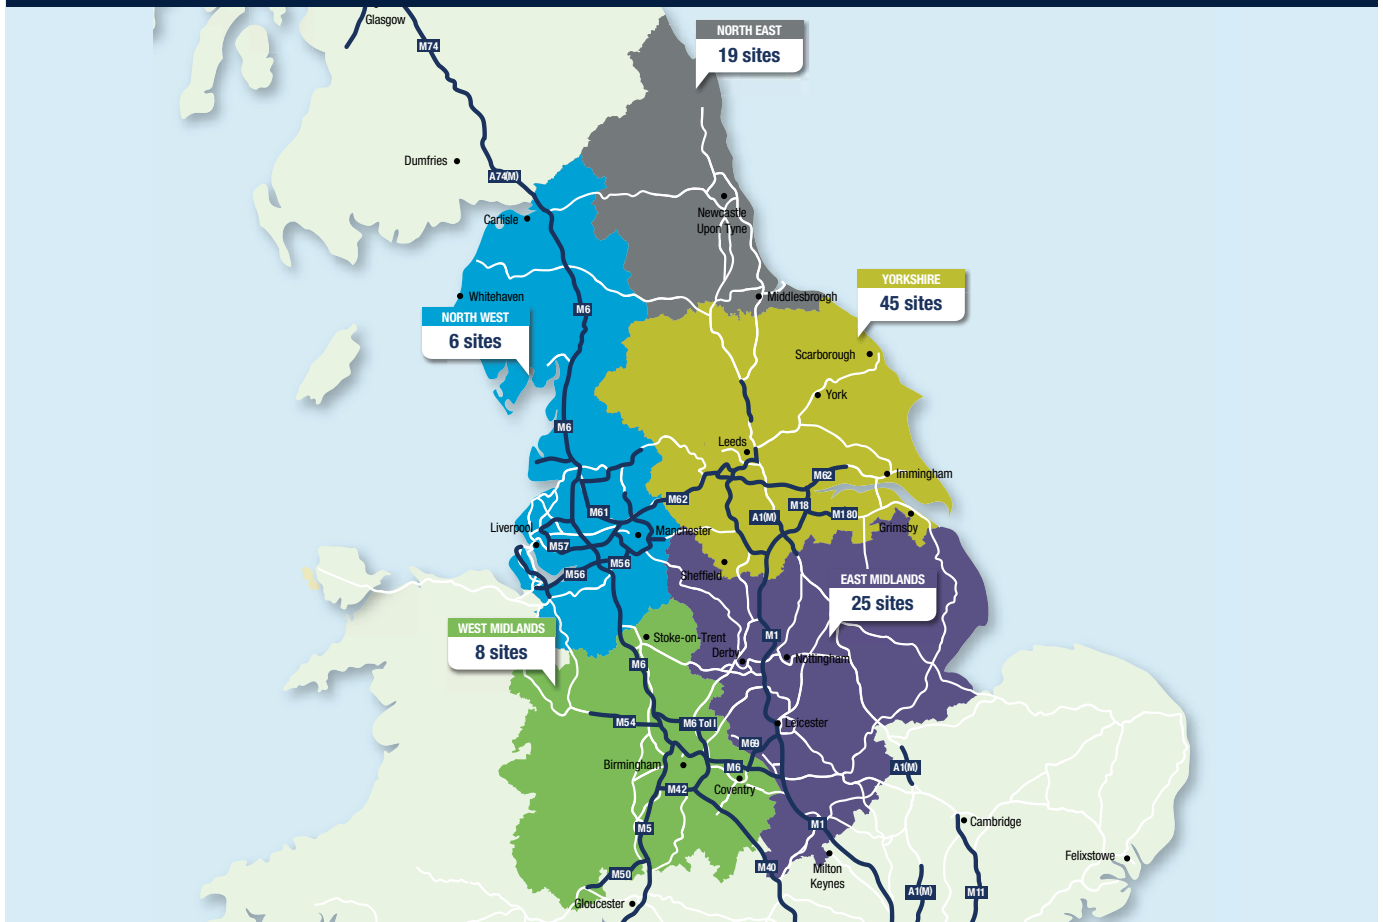 Glasgow
M74
NORTH EAST
19 sites
Dumfries
A74(M)
Carlisle
Newcastle
Upon Tyne
Whitehaven
Middlesbrough
YORKSHIRE
45 sites
M6
NORTH WEST
6 sites
Scarborough
York
M6
Leeds
Immingham
M62
M62
M18
M61
A1(M)
M180
Liverpool
Manchester
Grimsby
M57
M56
M56
Sheffield
EAST MIDLANDS
25 sites
WEST MIDLANDS
8 sites
Stoke-on-Trent
M1
Derby
Nottingham
M6
M54
M6 Toll
Leicester
M69
Birmingham
M6
A1(M)
M42
Coventry
M5
M1
Cambridge
Felixstowe
M40
Milton
Keynes
M50
A1(M)
M11
Gloucester